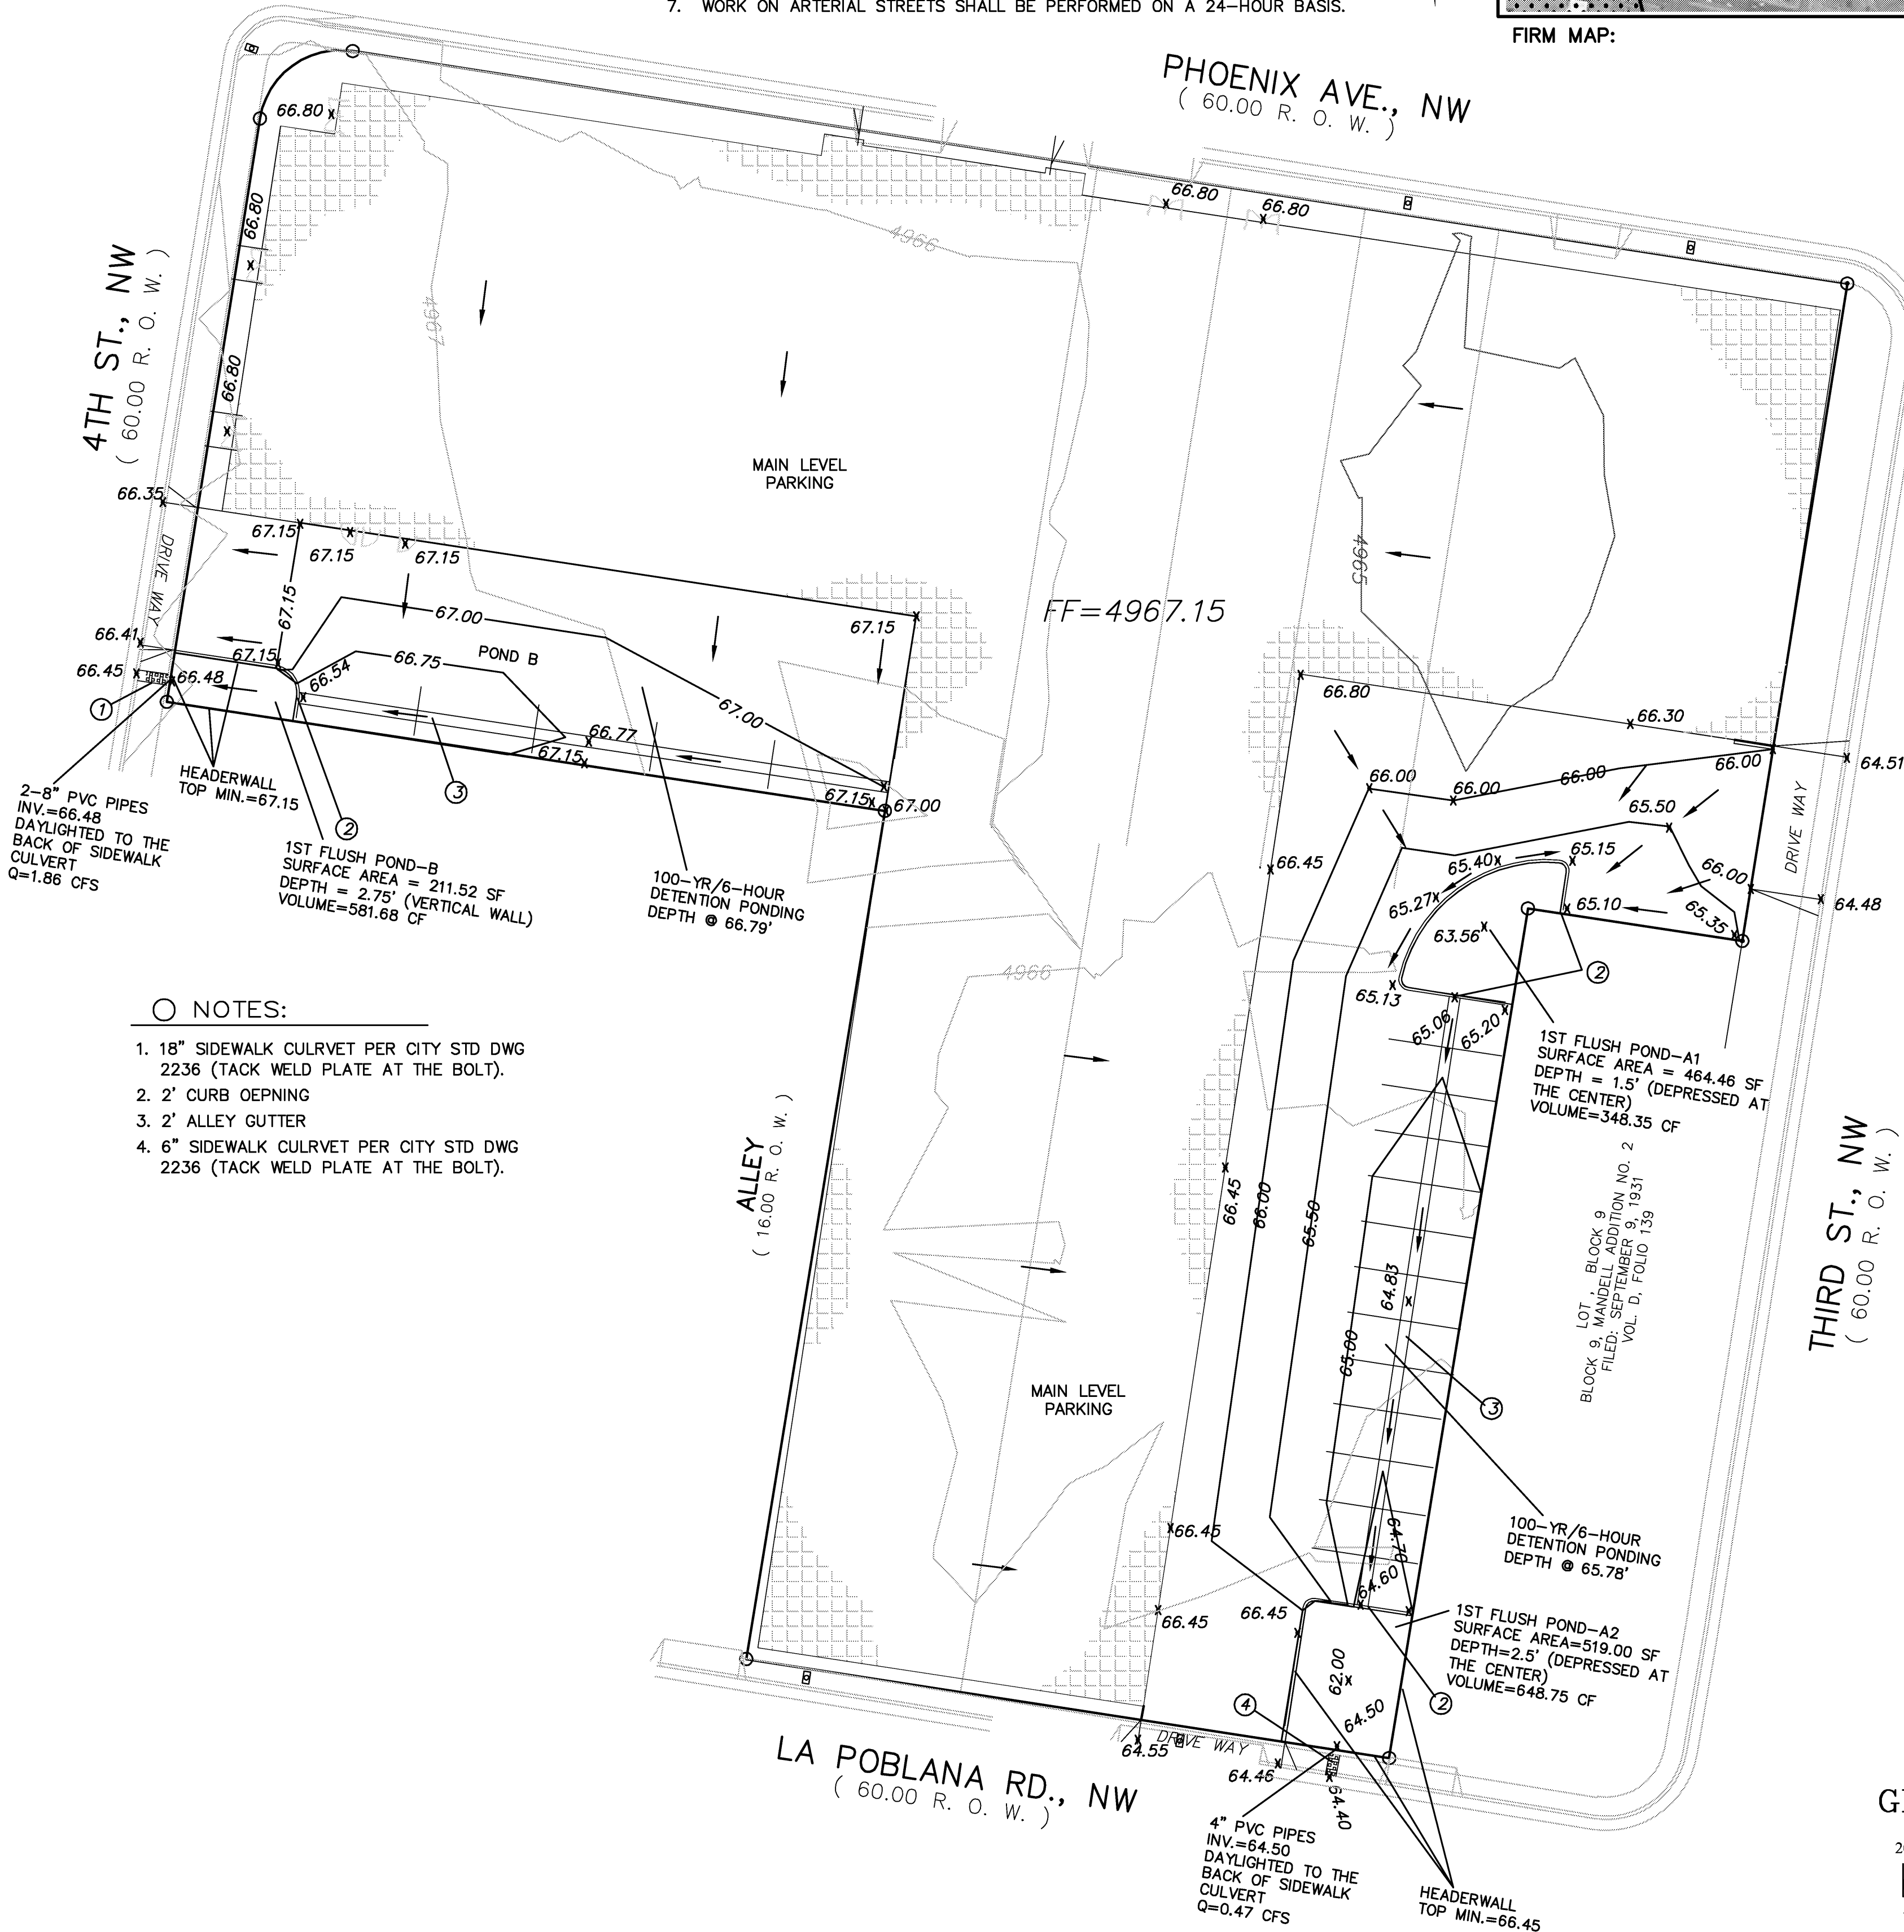 7. WORK ON ARTERIAL STREETS SHALL BE PERFORMED ON A 24-HOUR BASIS.
FIRM MAP:
PHOENIX AVE., NW
( 60.00 R. O. W. )
66.80
66.80
66.80
66.80
66.80
4TH ST., NW
( 60.00 R. O. W. )
4966
4967
MAIN LEVEL
PARKING
66.35
67.15
67.15
67.15
DRIVE WAY
67.15
67.00
67.15
FF=4967.15
4965
66.41
67.15
66.75
POND B
66.45
66.48
66.54
67.00
66.77
67.15
67.15
67.00
1
2
3
2-8" PVC PIPES
INV.=66.48
DAYLIGHTED TO THE
BACK OF SIDEWALK
CULVERT
Q=1.86 CFS
HEADERWALL
TOP MIN.=67.15
1ST FLUSH POND-B
SURFACE AREA = 211.52 SF
DEPTH = 2.75' (VERTICAL WALL)
VOLUME=581.68 CF
100-YR/6-HOUR
DETENTION PONDING
DEPTH @ 66.79'
66.80
66.30
66.00
64.51
66.00
66.00
66.00
65.50
DRIVE WAY
66.45
65.40
65.15
66.00
64.48
65.27
65.10
65.35
63.56
65.13
2
65.06
65.20
4966
1ST FLUSH POND-A1
SURFACE AREA = 464.46 SF
DEPTH = 1.5' (DEPRESSED AT
THE CENTER)
VOLUME=348.35 CF
NOTES:
1. 18" SIDEWALK CULRVET PER CITY STD DWG
2236 (TACK WELD PLATE AT THE BOLT).
2. 2' CURB OEPNING
3. 2' ALLEY GUTTER
4. 6" SIDEWALK CULRVET PER CITY STD DWG
2236 (TACK WELD PLATE AT THE BOLT).
ALLEY
( 16.00 R. O. W. )
66.45
66.00
65.50
64.83
65.00
BLOCK 9, LOT , BLOCK 9
MANDELL ADDITION NO. 2
FILED: SEPTEMBER 9, 1931
VOL. D, FOLIO 139
THIRD ST., NW
( 60.00 R. O. W. )
MAIN LEVEL
PARKING
3
66.45
64.70
100-YR/6-HOUR
DETENTION PONDING
DEPTH @ 65.78'
64.60
66.45
66.45
1ST FLUSH POND-A2
SURFACE AREA=519.00 SF
DEPTH=2.5' (DEPRESSED AT
THE CENTER)
VOLUME=648.75 CF
62.00
64.50
4
2
64.55
DRIVE WAY
64.46
64.40
LA POBLANA RD., NW
( 60.00 R. O. W. )
4" PVC PIPES
INV.=64.50
DAYLIGHTED TO THE
BACK OF SIDEWALK
CULVERT
Q=0.47 CFS
HEADERWALL
TOP MIN.=66.45